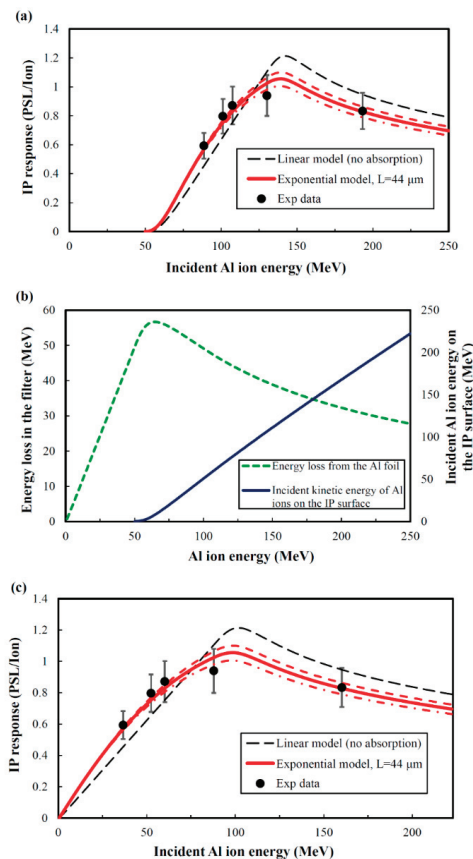 (a)
1.4
1.2
1
0.8
0.6
0.4
0.2
0
IP response (PSL/Ion)
Linear model (no absorption)
Exponential model, L=44 μm
Exp data
0 50 100 150 200 250
Incident Al ion energy (MeV)
(b)
60
50
40
30
20
10
0
Energy loss in the filter (MeV)
250
200
150
100
50
0
Incident Al ion energy on
the IP surface (MeV)
Energy loss from the Al foil
Incident kinetic energy of Al
ions on the IP surface
0 50 100 150 200 250
Al ion energy (MeV)
(c)
1.4
1.2
1
0.8
0.6
0.4
0.2
0
IP response (PSL/Ion)
Linear model (no absorption)
Exponential model, L=44 μm
Exp data
0 50 100 150 200
Incident Al ion energy (MeV)